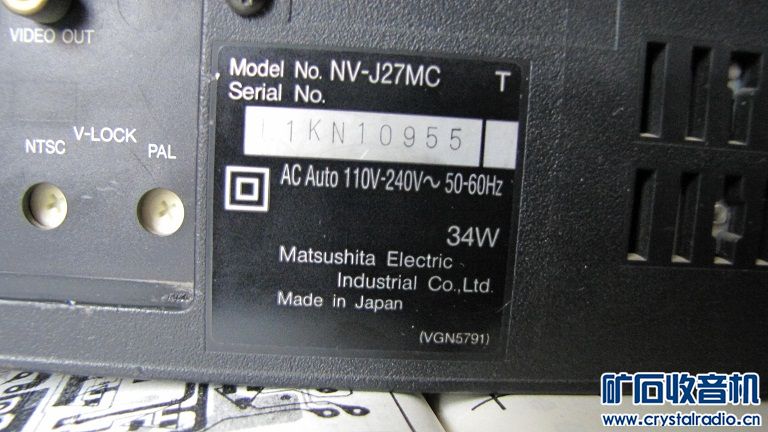 VIDEO OUT
V-LOCK
NTSC
PAL
Model No. NV-J27MC T
Serial No.
1KN10955
AC Auto 110V-240V～ 50-60Hz
34W
Matsushita Electric
Industrial Co.,Ltd.
Made in Japan
(VGN5791)
矿石收音机
www.crystalradio.cn